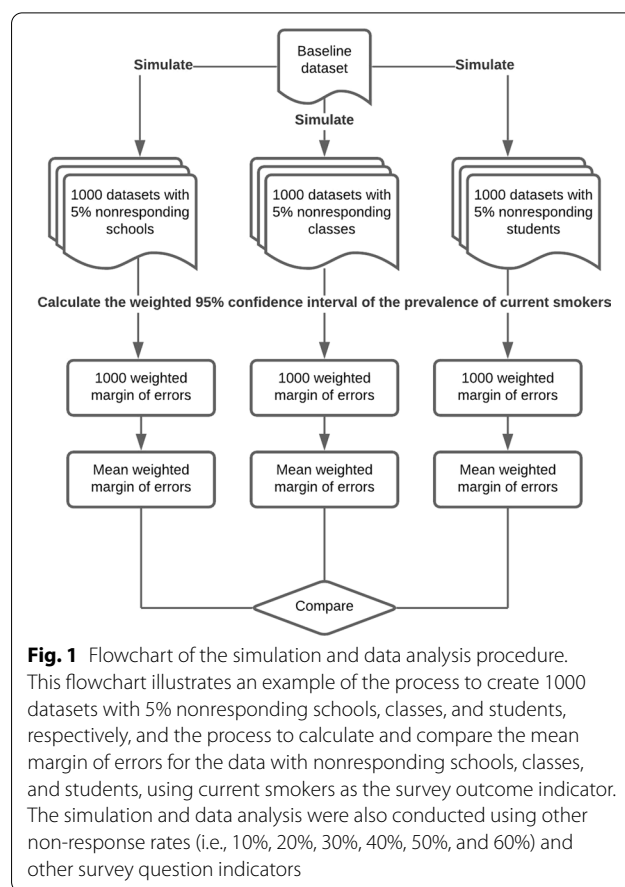 Baseline
dataset
Simulate
Simulate
Simulate
1000 datasets with
5% nonresponding
schools
1000 datasets with
5% nonresponding
classes
1000 datasets with
5% nonresponding
students
Calculate the weighted 95% confidence interval of the prevalence of current smokers
1000 weighted
margin of errors
1000 weighted
margin of errors
1000 weighted
margin of errors
Mean weighted
margin of errors
Mean weighted
margin of errors
Mean weighted
margin of errors
Compare
Fig. 1 Flowchart of the simulation and data analysis procedure.
This flowchart illustrates an example of the process to create 1000
datasets with 5% nonresponding schools, classes, and students,
respectively, and the process to calculate and compare the mean
margin of errors for the data with nonresponding schools, classes,
and students, using current smokers as the survey outcome indicator.
The simulation and data analysis were also conducted using other
non-response rates (i.e., 10%, 20%, 30%, 40%, 50%, and 60%) and
other survey question indicators